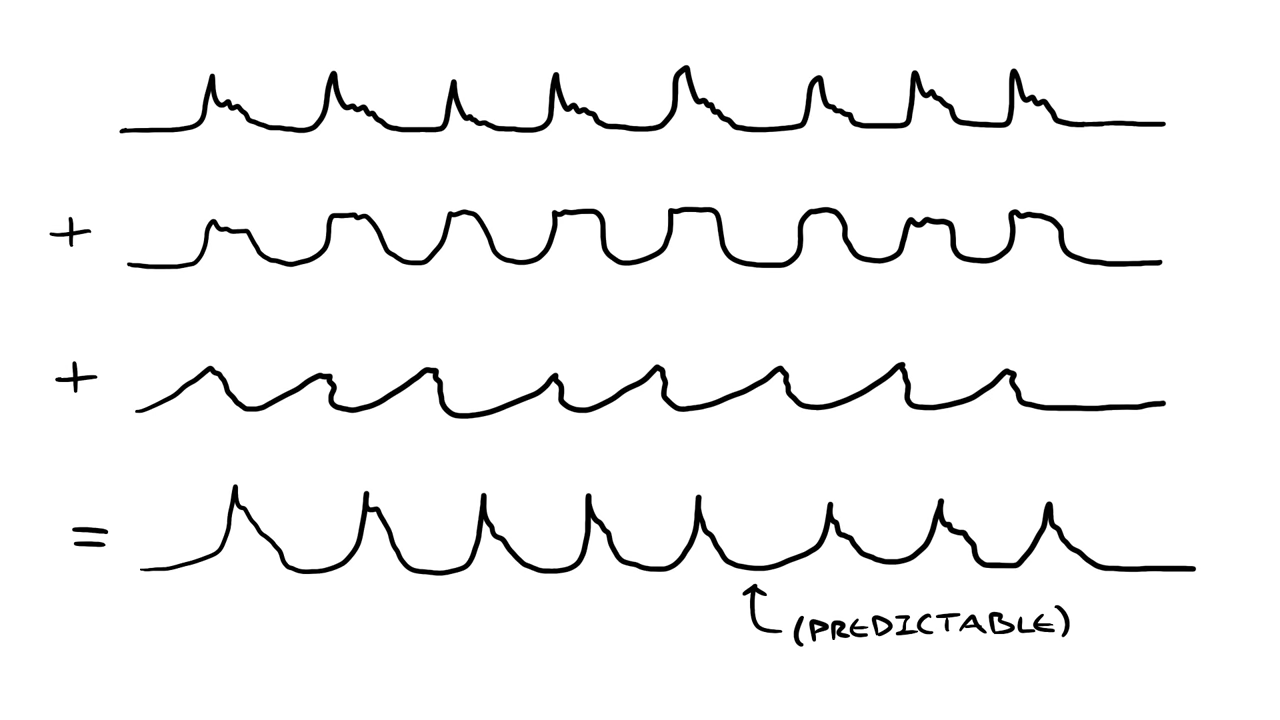 +
+
=
(PREDICTABLE)